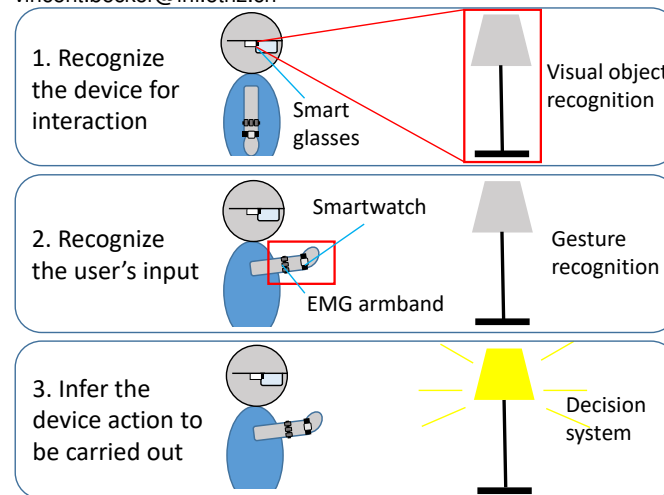 1. Recognize
the device for
interaction
Smart
glasses
Visual object
recognition
2. Recognize
the user's input
Smartwatch
EMG armband
Gesture
recognition
3. Infer the
device action to
be carried out
Decision
system